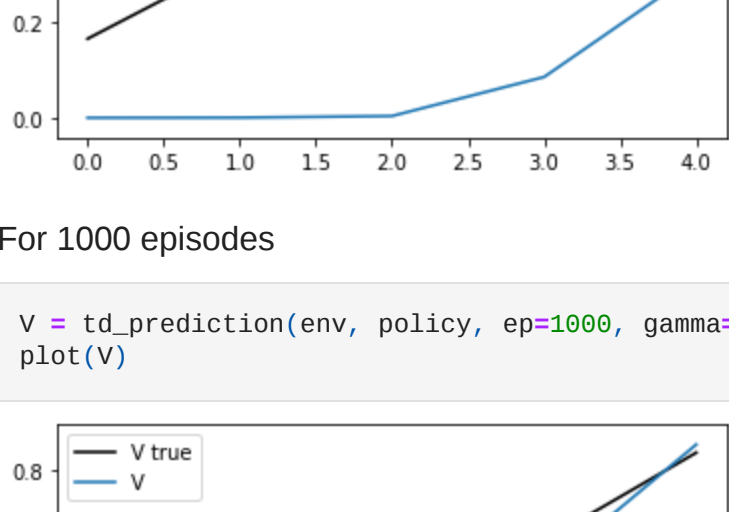 0.2
0.0
0.0 0.5 1.0 1.5 2.0 2.5 3.0 3.5 4.0
For 1000 episodes
V = td_prediction(env, policy, ep=1000, gamma=
plot(V)
V true
0.8
V